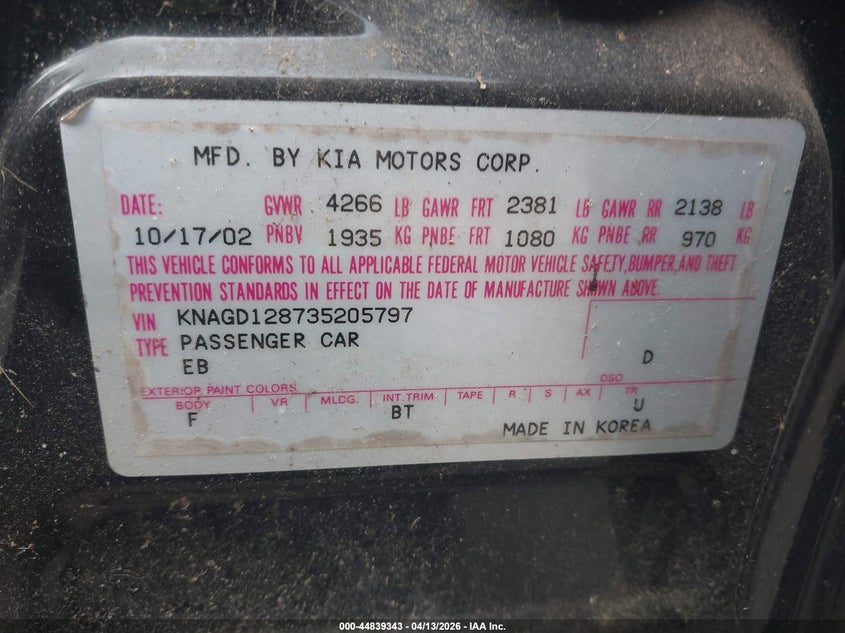 MFD. BY KIA MOTORS CORP.
DATE: GVWR 4266 LB GAWR FRT 2381 LB GAWR RR 2138 LB
10/17/02 PNBV 1935 KG PNBE FRT 1080 KG PNBE RR 970 KG
THIS VEHICLE CONFORMS TO ALL APPLICABLE FEDERAL MOTOR VEHICLE SAFETY, BUMPER, AND THEFT
PREVENTION STANDARDS IN EFFECT ON THE DATE OF MANUFACTURE SHOWN ABOVE.
VIN KNAGD128735205797
TYPE PASSENGER CAR
EB D
EXTERIOR PAINT COLORS DSO
BODY VR MLDG. INT.TRIM TAPE R S AX TR
F BT U
MADE IN KOREA
000-44839343 - 04/13/2026 - IAA Inc.